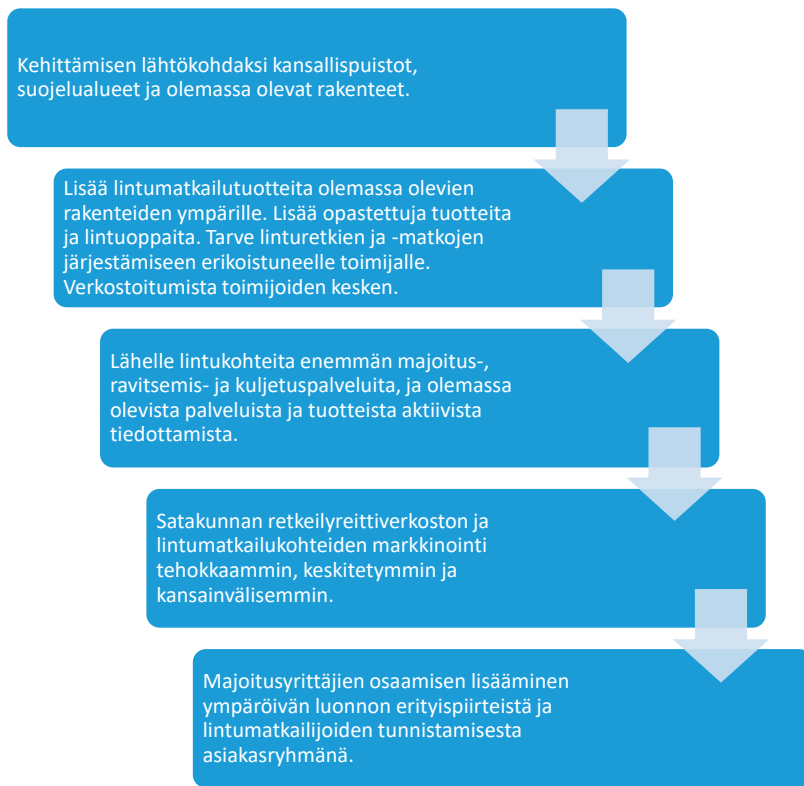 Kehittämisen lähtökohdaksi kansallispuistot,
suojelualueet ja olemassa olevat rakenteet.
Lisää lintumatkailutuotteita olemassa olevien
rakenteiden ympärille. Lisää opastettuja tuotteita
ja lintuoppaita. Tarve linturetkien ja -matkojen
järjestämiseen erikoistuneelle toimijalle.
Verkostoitumista toimijoiden kesken.
Lähelle lintukohteita enemmän majoitus-,
ravitsemis- ja kuljetuspalveluita, ja olemassa
olevista palveluista ja tuotteista aktiivista
tiedottamista.
Satakunnan retkeilyreittiverkoston ja
lintumatkailukohteiden markkinointi
tehokkaammin, keskitetymmin ja
kansainvälisemmin.
Majoitusyrittäjien osaamisen lisääminen
ympäröivän luonnon erityispiirteistä ja
lintumatkailijoiden tunnistamisesta
asiakasryhmänä.